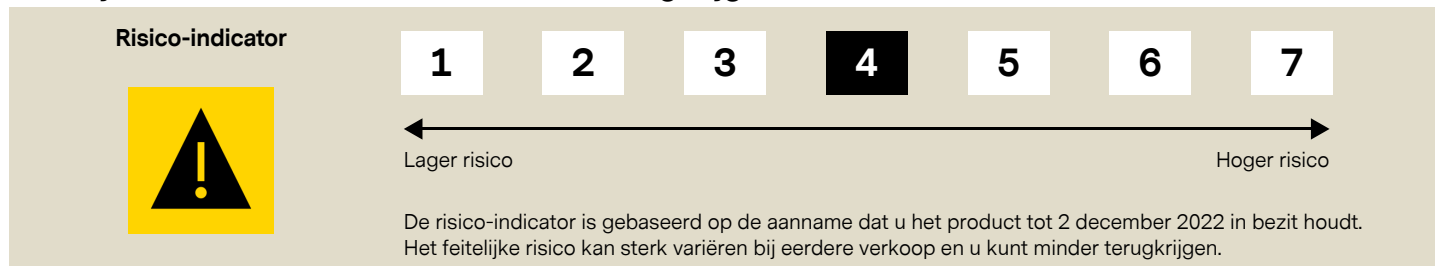 Risico-indicator
1 2 3 4 5 6 7
Lager risico Hoger risico
De risico-indicator is gebaseerd op de aanname dat u het product tot 2 december 2022 in bezit houdt.
Het feitelijke risico kan sterk variëren bij eerdere verkoop en u kunt minder terugkrijgen.